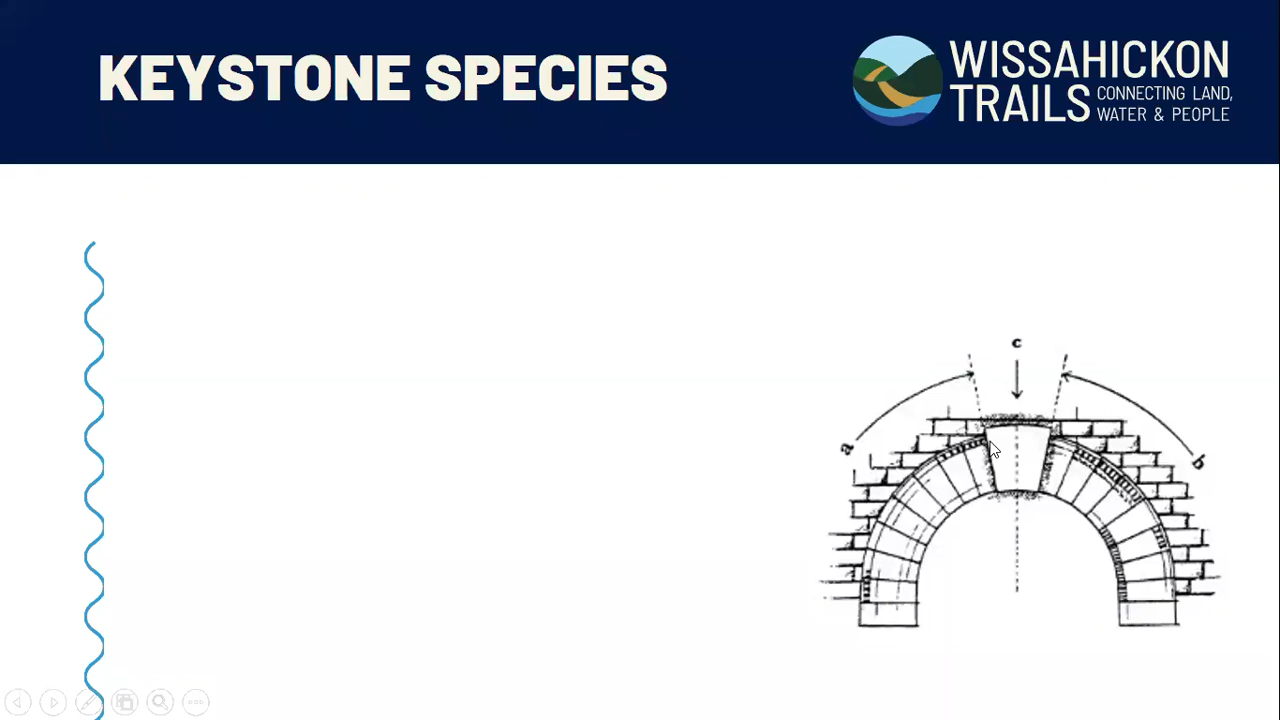 KEYSTONE SPECIES
WISSAHICKON
TRAILS
CONNECTING LAND,
WATER & PEOPLE
c
a
b